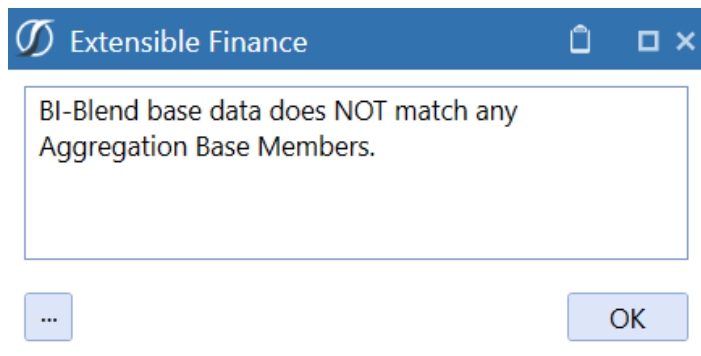 Extensible Finance
BI-Blend base data does NOT match any
Aggregation Base Members.
...
OK